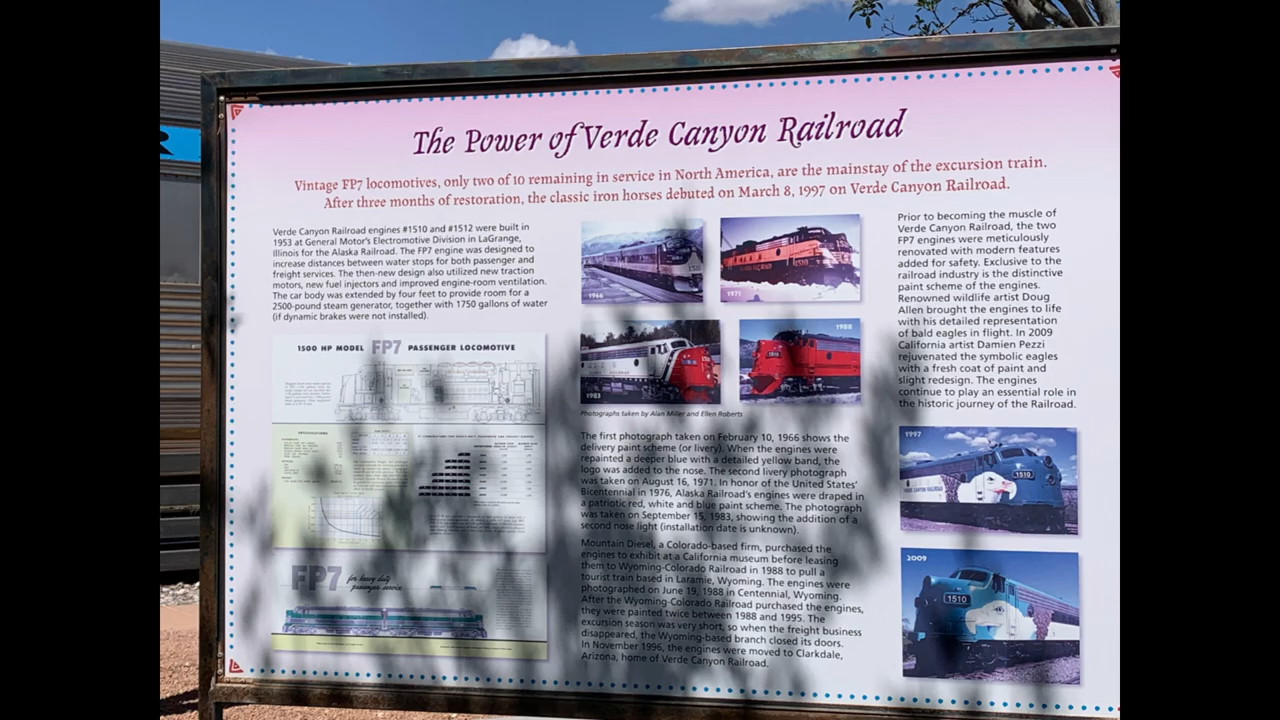 The Power of Verde Canyon Railroad
Vintage FP7 locomotives, only two of 10 remaining in service in North America, are the mainstay of the excursion train.
After three months of restoration, the classic iron horses debuted on March 8, 1997 on Verde Canyon Railroad.
Verde Canyon Railroad engines #1510 and #1512 were built in
1953 at General Motor's Electromotive Division in LaGrange,
Illinois for the Alaska Railroad. The FP7 engine was designed to
increase distances between water stops for both passenger and
freight services. The then-new design also utilized new traction
motors, new fuel injectors and improved engine-room ventilation.
The car body was extended by four feet to provide room for a
2500-pound steam generator, together with 1750 gallons of water
(if dynamic brakes were not installed).
1500 HP MODEL FP7 PASSENGER LOCOMOTIVE
SPECIFICATIONS
FP7 for heavy duty
passenger service
1966
1971
1983
1988
1510
Photographs taken by Alan Miller and Ellen Roberts
The first photograph taken on February 10, 1966 shows the
delivery paint scheme (or livery). When the engines were
repainted a deeper blue with a detailed yellow band, the
logo was added to the nose. The second livery photograph
was taken on August 16, 1971. In honor of the United States'
Bicentennial in 1976, Alaska Railroad's engines were draped in
a patriotic red, white and blue paint scheme. The photograph
was taken on September 15, 1983, showing the addition of a
second nose light (installation date is unknown).
Mountain Diesel, a Colorado-based firm, purchased the
engines to exhibit at a California museum before leasing
them to Wyoming-Colorado Railroad in 1988 to pull a
tourist train based in Laramie, Wyoming. The engines were
photographed on June 19, 1988 in Centennial, Wyoming.
After the Wyoming-Colorado Railroad purchased the engines,
they were painted twice between 1988 and 1995. The
excursion season was very short, so when the freight business
disappeared, the Wyoming-based branch closed its doors.
In November 1996, the engines were moved to Clarkdale,
Arizona, home of Verde Canyon Railroad.
Prior to becoming the muscle of
Verde Canyon Railroad, the two
FP7 engines were meticulously
renovated with modern features
added for safety. Exclusive to the
railroad industry is the distinctive
paint scheme of the engines.
Renowned wildlife artist Doug
Allen brought the engines to life
with his detailed representation
of bald eagles in flight. In 2009
California artist Damien Pezzi
rejuvenated the symbolic eagles
with a fresh coat of paint and
slight redesign. The engines
continue to play an essential role in
the historic journey of the Railroad.
1997
VERDE CANYON RAILROAD
1510
2009
1510